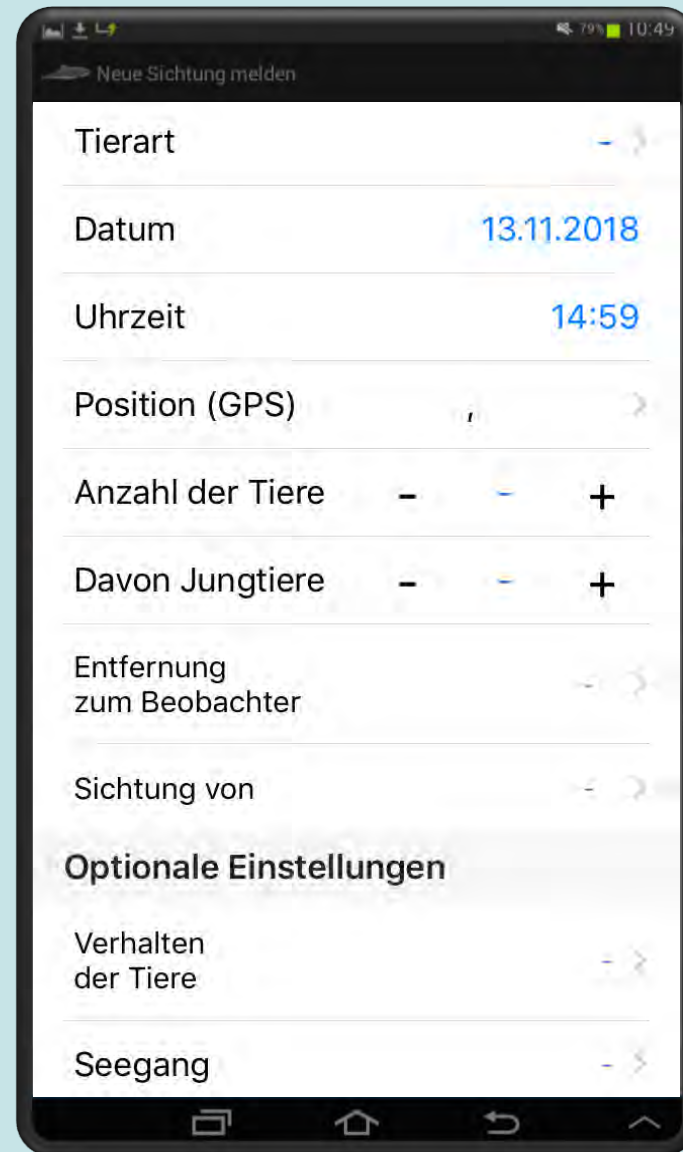 79% 10:49
Neue Sichtung melden
Tierart -
Datum 13.11.2018
Uhrzeit 14:59
Position (GPS) ,
Anzahl der Tiere - - +
Davon Jungtiere - - +
Entfernung
zum Beobachter -
Sichtung von -
Optionale Einstellungen
Verhalten
der Tiere -
Seegang -